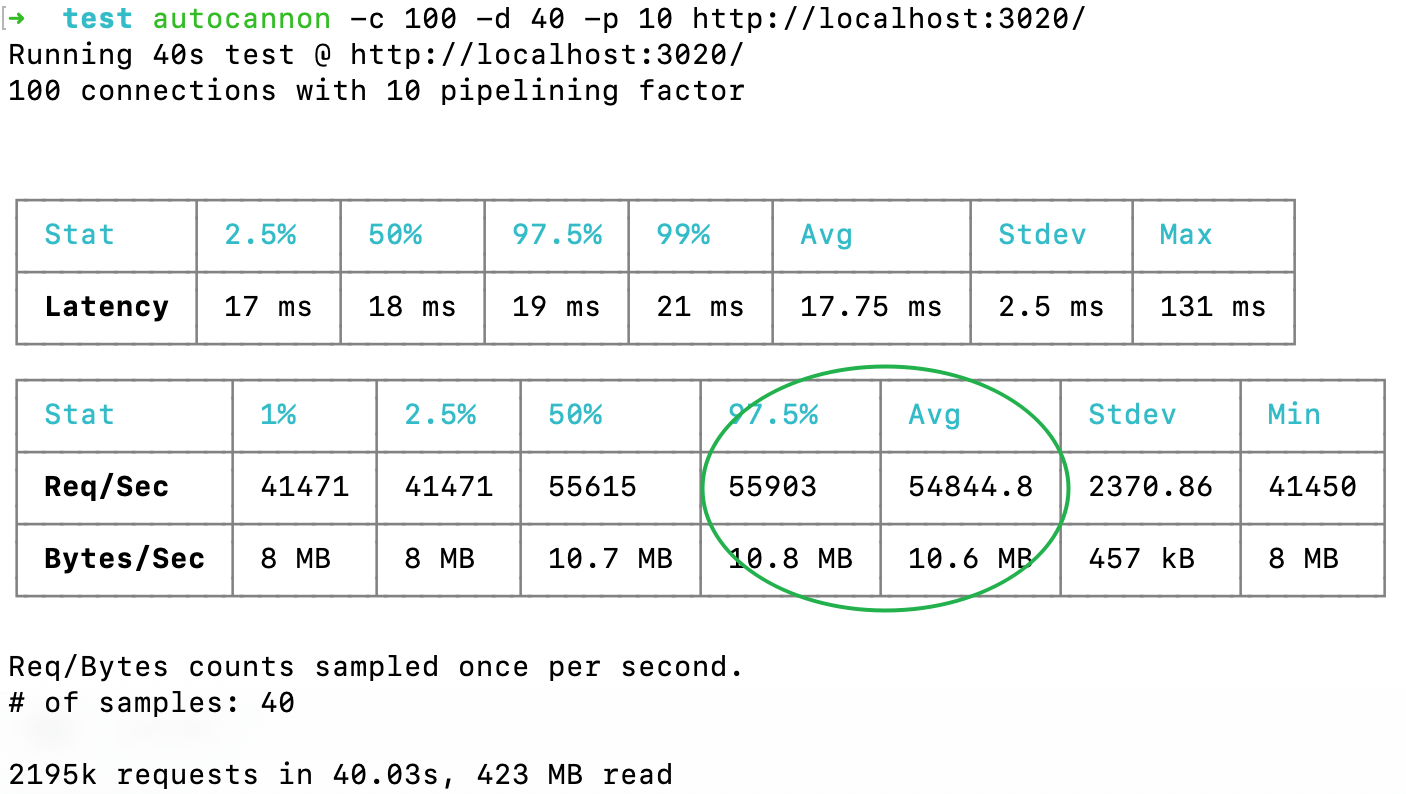 ➜ test autocannon -c 100 -d 40 -p 10 http://localhost:3020/
Running 40s test @ http://localhost:3020/
100 connections with 10 pipelining factor
Stat 2.5% 50% 97.5% 99% Avg Stdev Max
Latency 17 ms 18 ms 19 ms 21 ms 17.75 ms 2.5 ms 131 ms
Stat 1% 2.5% 50% 97.5% Avg Stdev Min
Req/Sec 41471 41471 55615 55903 54844.8 2370.86 41450
Bytes/Sec 8 MB 8 MB 10.7 MB 10.8 MB 10.6 MB 457 kB 8 MB
Req/Bytes counts sampled once per second.
# of samples: 40
2195k requests in 40.03s, 423 MB read